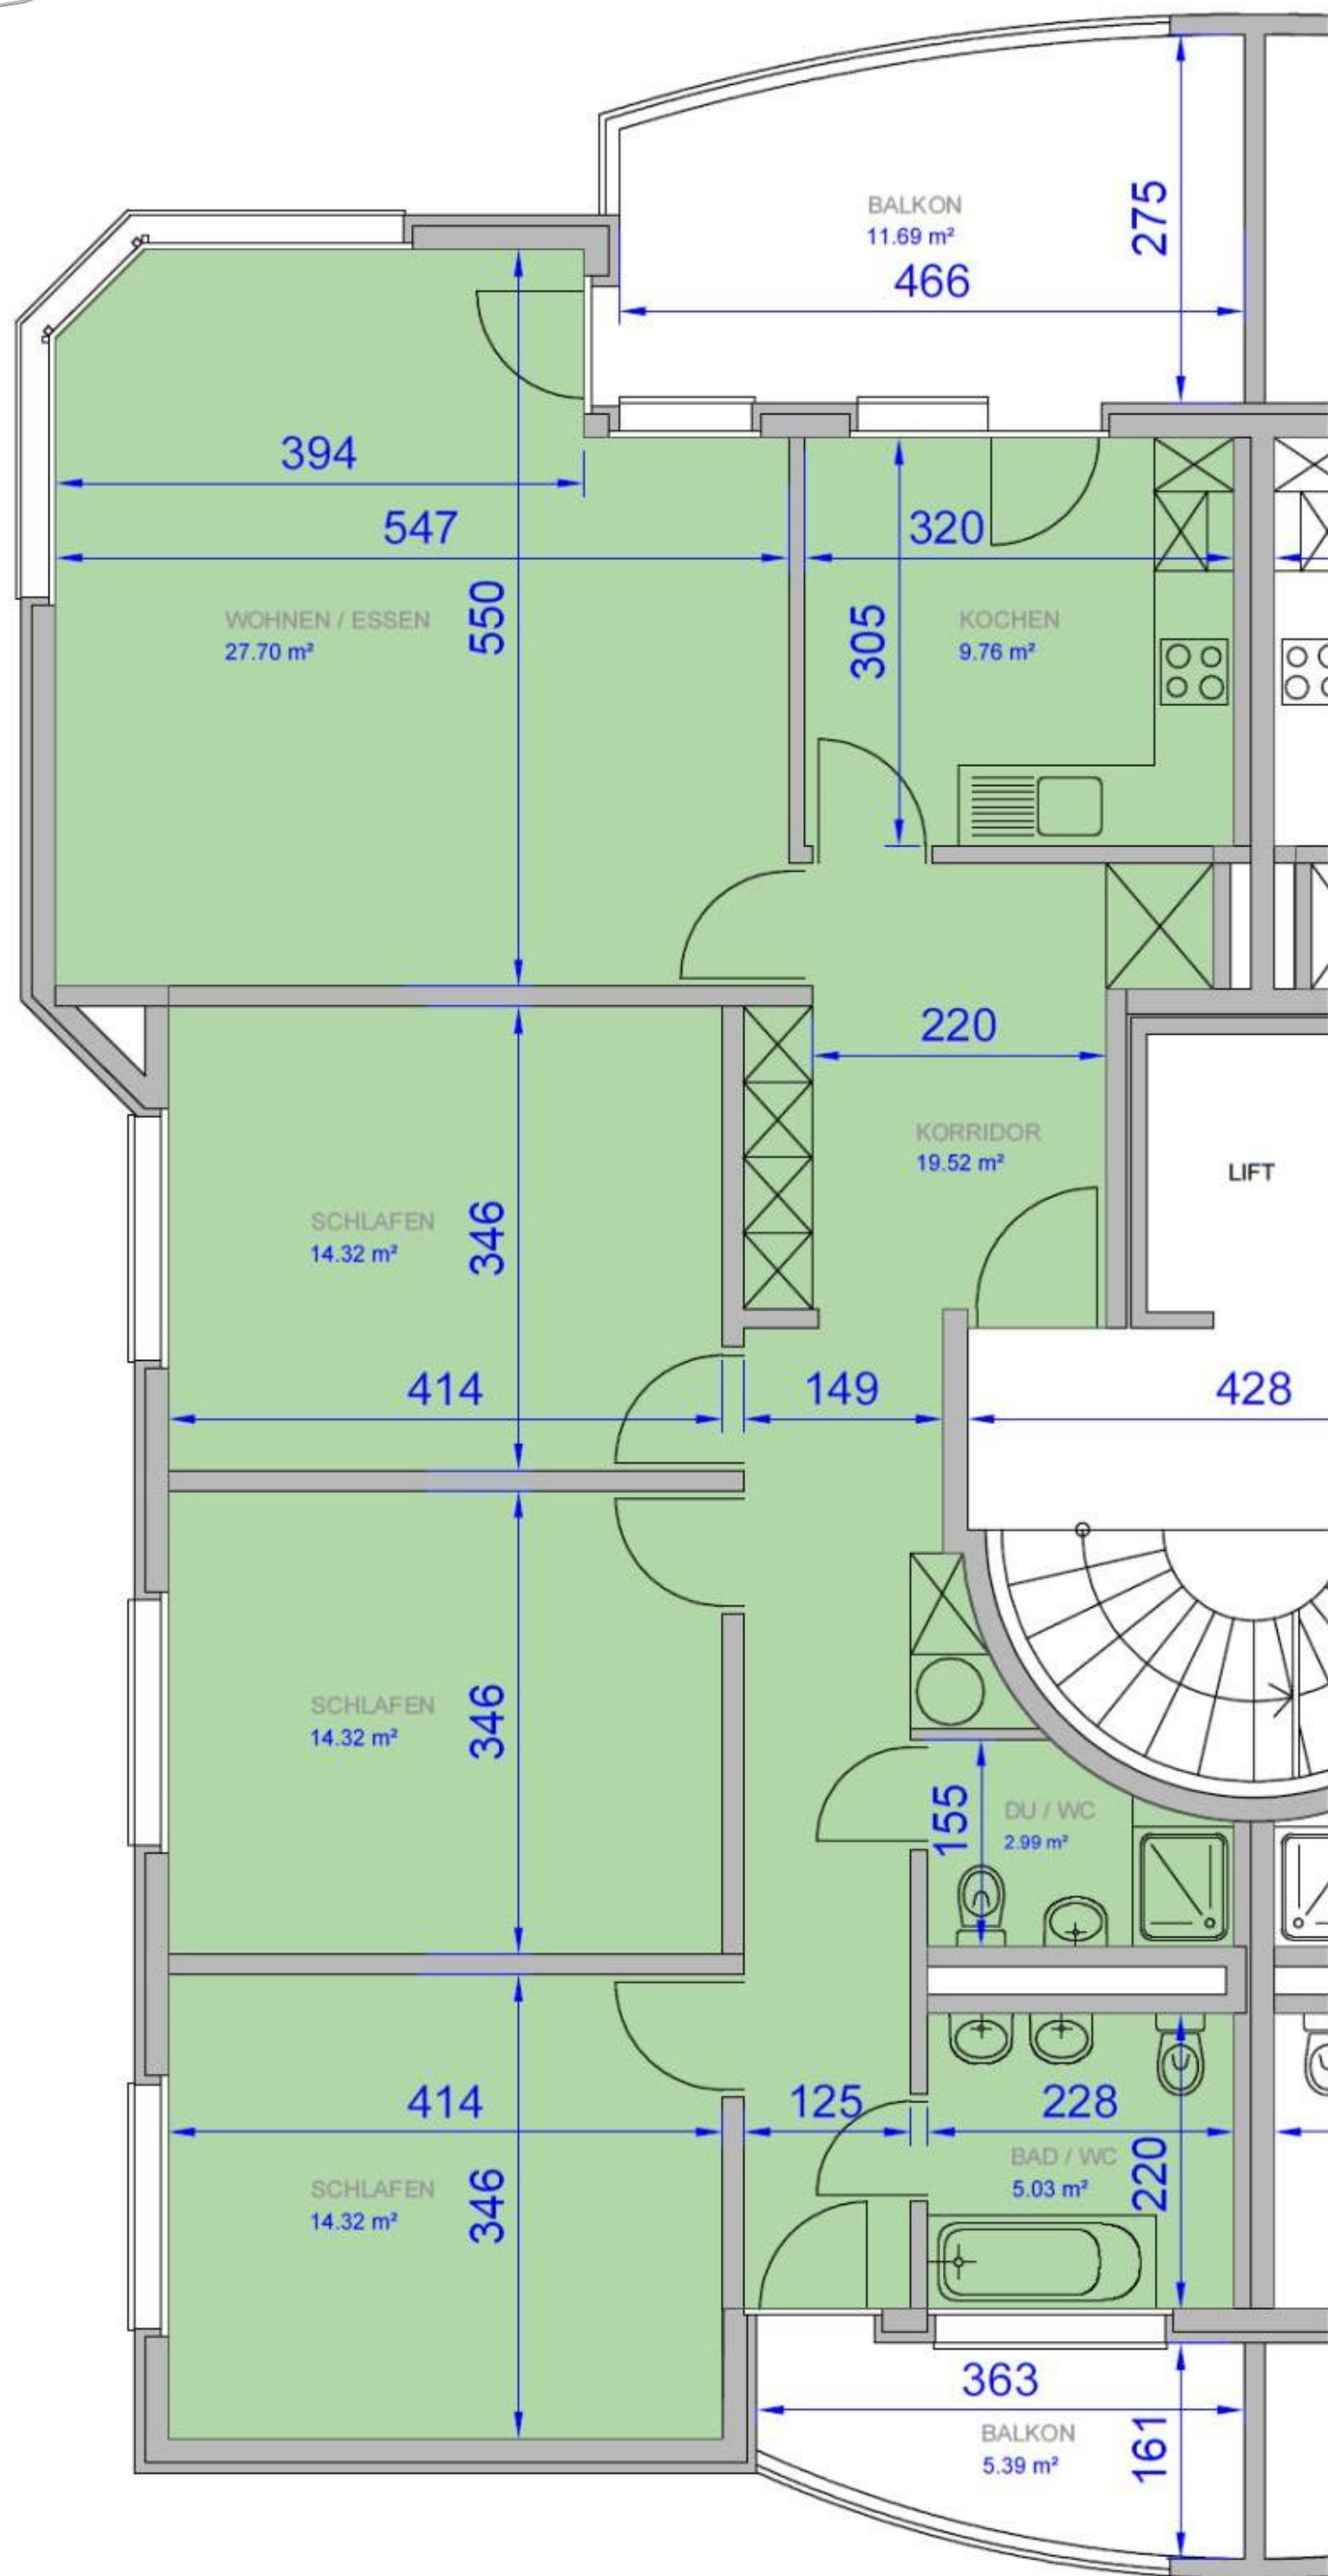 BALKON
11.69 m²
275
466
394
547
320
550
305
WOHNEN / ESSEN
27.70 m²
KOCHEN
9.76 m²
220
KORRIDOR
19.52 m²
LIFT
SCHLAFEN
14.32 m²
346
414
149
428
SCHLAFEN
14.32 m²
346
155
DU / WC
2.99 m²
414
125
228
BAD / WC
5.03 m²
220
SCHLAFEN
14.32 m²
346
363
BALKON
5.39 m²
161